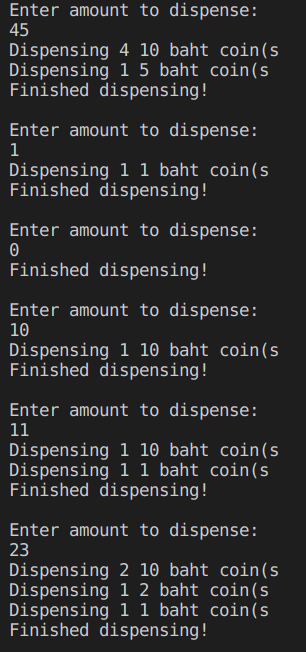 Enter amount to dispense:
45
Dispensing 4 10 baht coin(s
Dispensing 1 5 baht coin(s
Finished dispensing!
Enter amount to dispense:
1
Dispensing 1 1 baht coin(s
Finished dispensing!
Enter amount to dispense:
0
Finished dispensing!
Enter amount to dispense:
10
Dispensing 1 10 baht coin(s
Finished dispensing!
Enter amount to dispense:
11
Dispensing 1 10 baht coin(s
Dispensing 1 1 baht coin(s
Finished dispensing!
Enter amount to dispense:
23
Dispensing 2 10 baht coin(s
Dispensing 1 2 baht coin(s
Dispensing 1 1 baht coin(s
Finished dispensing!